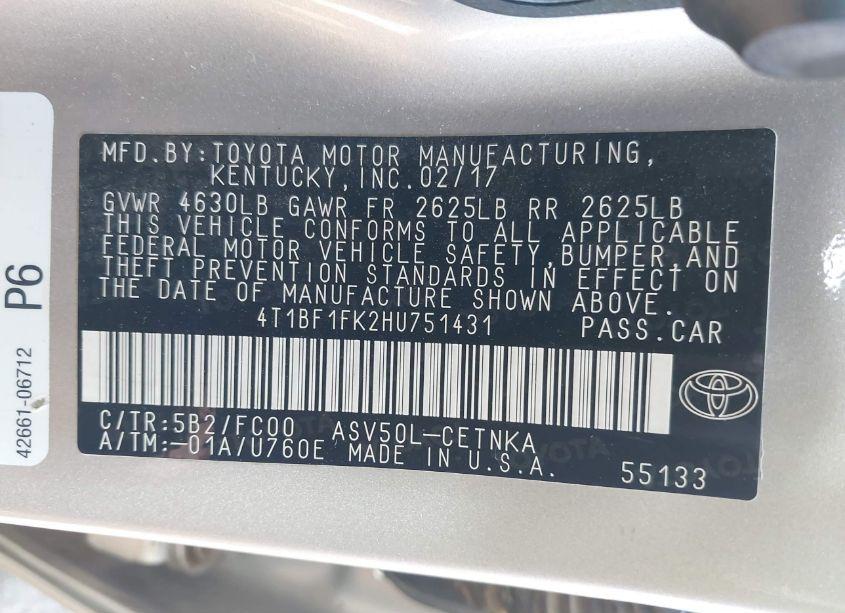 MFD.BY:TOYOTA MOTOR MANUFACTURING,
KENTUCKY,INC.02/17
GVWR 4630LB GAWR FR 2625LB RR 2625LB
THIS VEHICLE CONFORMS TO ALL APPLICABLE
FEDERAL MOTOR VEHICLE SAFETY,BUMPER,AND
THEFT PREVENTION STANDARDS IN EFFECT ON
THE DATE OF MANUFACTURE SHOWN ABOVE.
4T1BF1FK2HU751431 PASS.CAR
C/TR:5B2/FC00 ASV50L-CETNKA
A/TM:-01A/U760E MADE IN U.S.A. 55133
P6
42661-06712